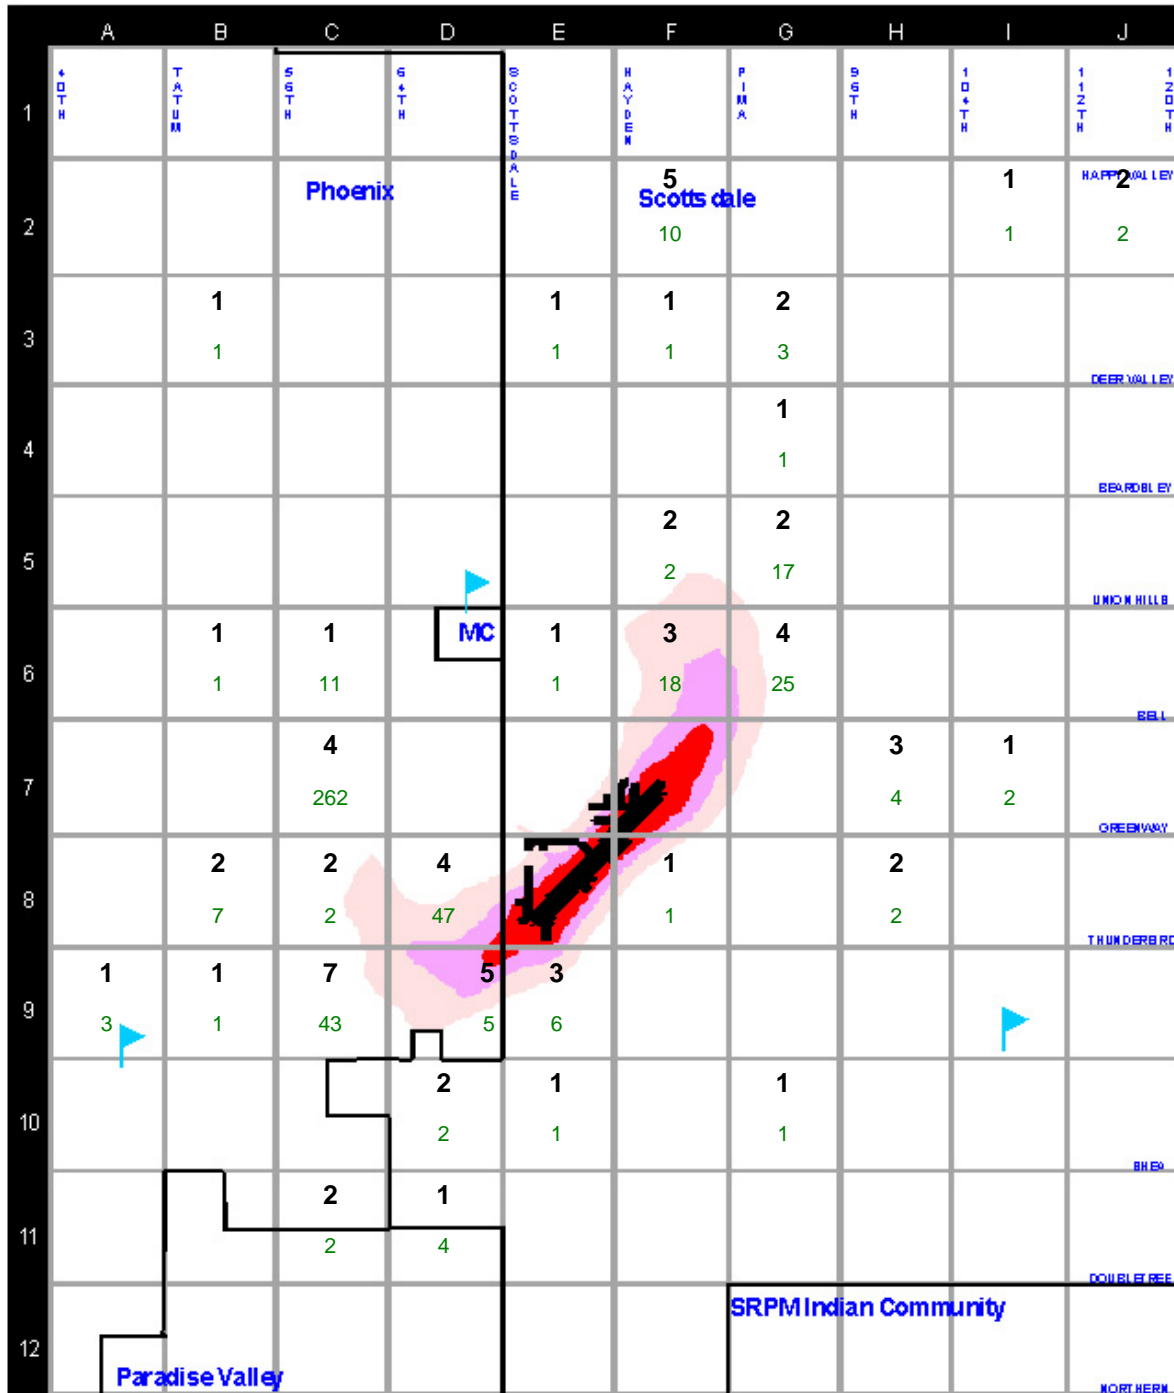 A B C D E F G H I J
40TH TATUM 56TH 64TH SCOTTSDALE HAYDEN PIMA 96TH 104TH 112TH 120TH
1
Phoenix 5 Scottsdale 1 HAPPY VALLEY 2
2 10 1 2
1 1 1 2
3 1 1 1 3
DEER VALLEY
1
4 1
BEARDSLEY
2 2
5 2 17
UNION HILLS
1 1 MC 1 3 4
6 1 11 1 18 25
BELL
4 3 1
7 262 4 2
GREENWAY
2 2 4 1 2
8 7 2 47 1 2
THUNDERBIRD
1 1 7 5 3
9 3 1 43 5 6
2 1 1
10 2 1 1
SHEA
2 1
11 2 4
DOUBLETREE
SRPM Indian Community
12
Paradise Valley
NORTHERN